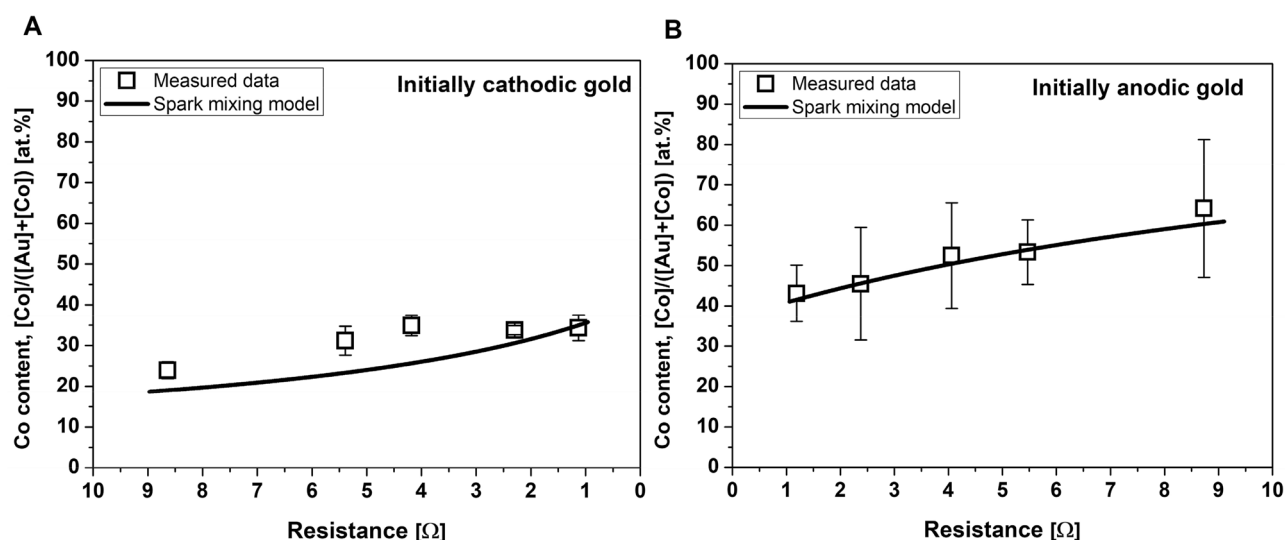 A
Co content, [Co]/([Au]+[Co]) [at.%]
100
90
80
70
60
50
40
30
20
10
0
Measured data
Spark mixing model
Initially cathodic gold
10 9 8 7 6 5 4 3 2 1 0
Resistance [Ω]
B
Co content, [Co]/([Au]+[Co]) [at.%]
100
90
80
70
60
50
40
30
20
10
0
Measured data
Spark mixing model
Initially anodic gold
0 1 2 3 4 5 6 7 8 9 10
Resistance [Ω]